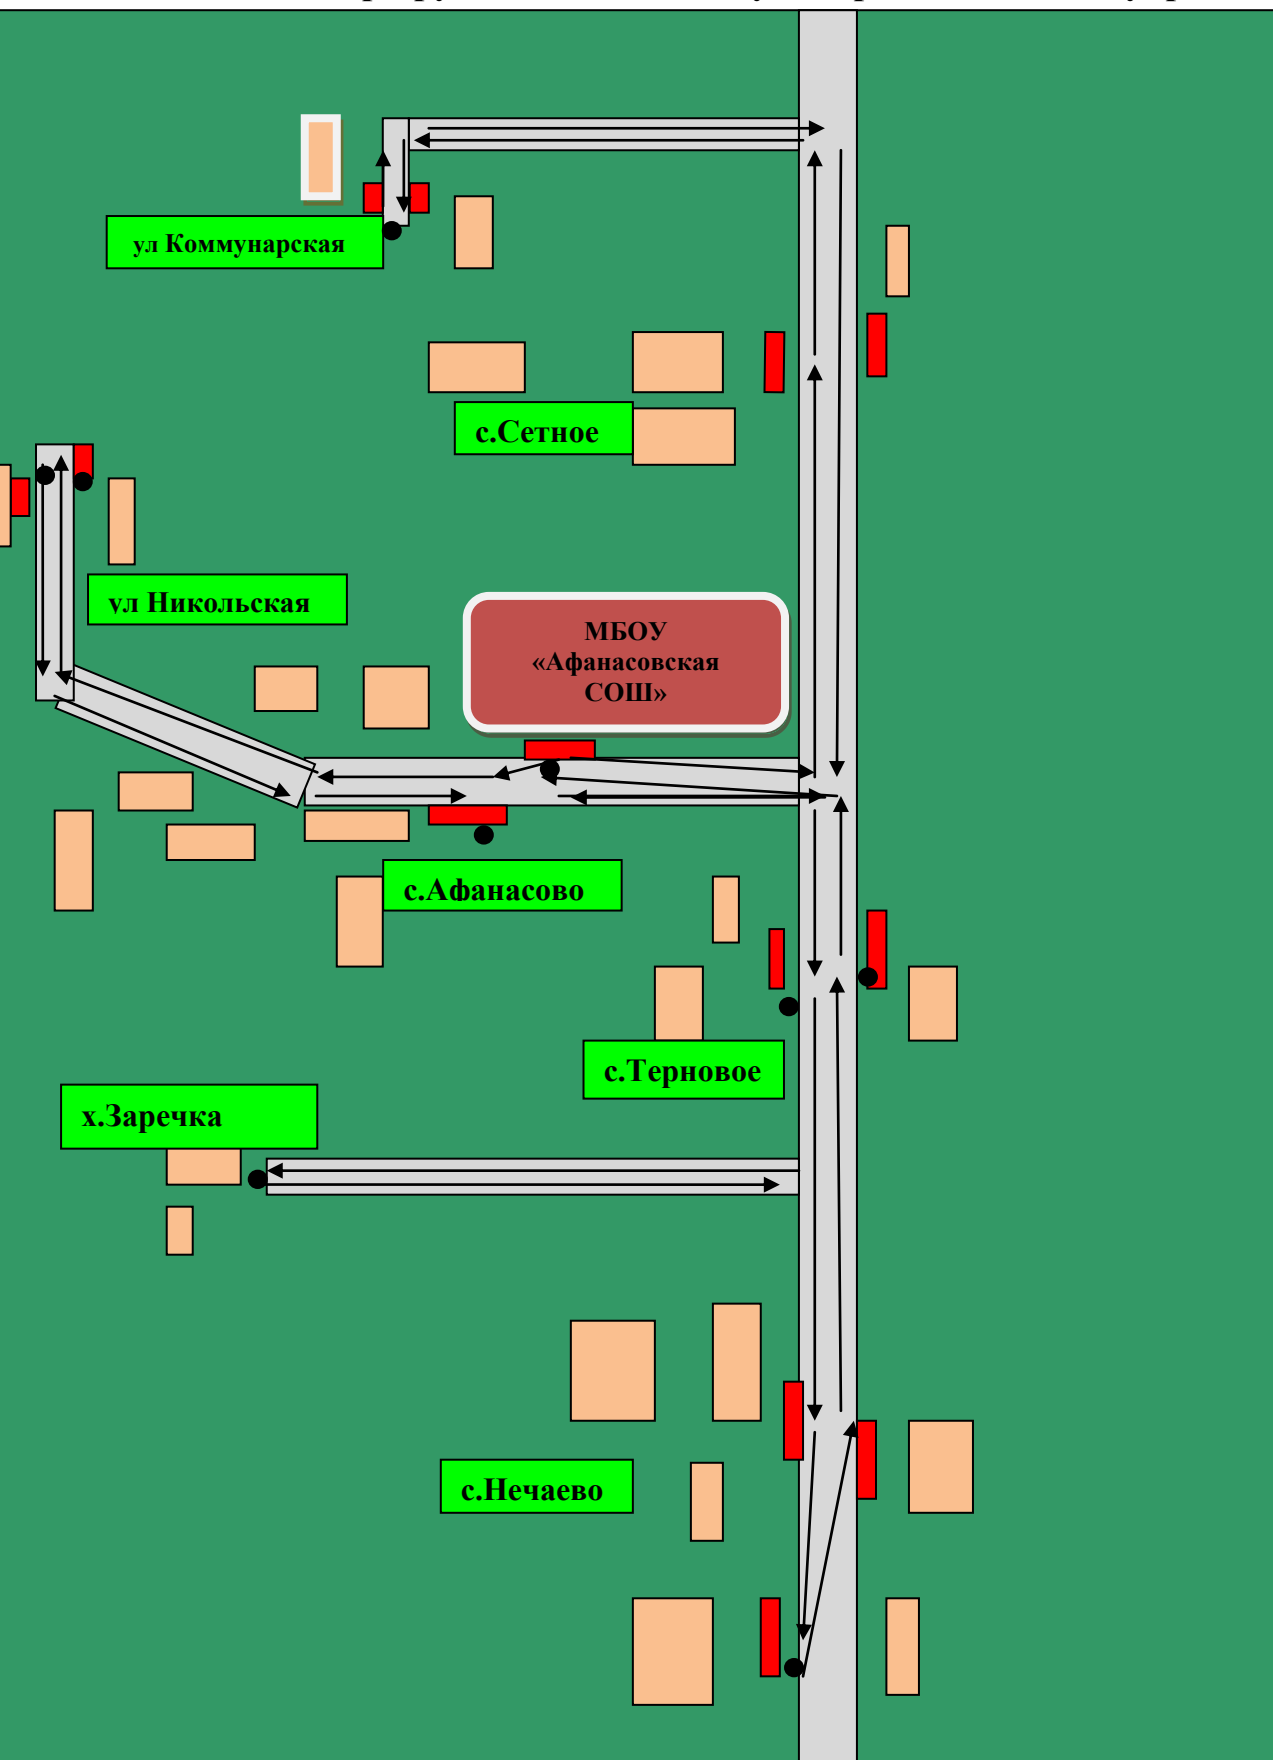 ул Коммунарская
с.Сетное
ул Никольская
МБОУ
«Афанасовская
СОШ»
с.Афанасово
с.Терновое
х.Заречка
с.Нечаево